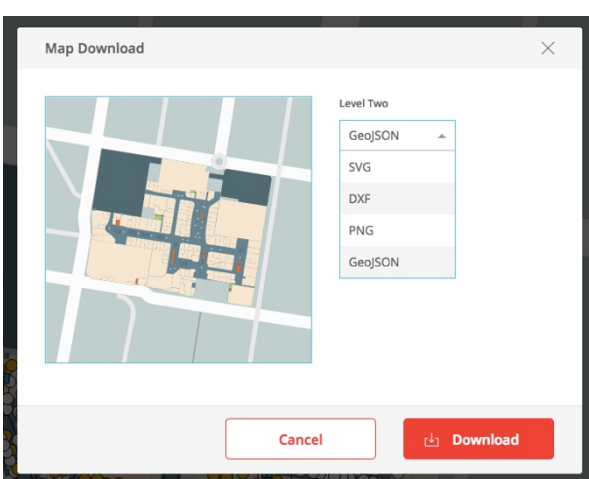 Map Download
Level Two
GeoJSON
SVG
DXF
PNG
GeoJSON
Cancel
Download